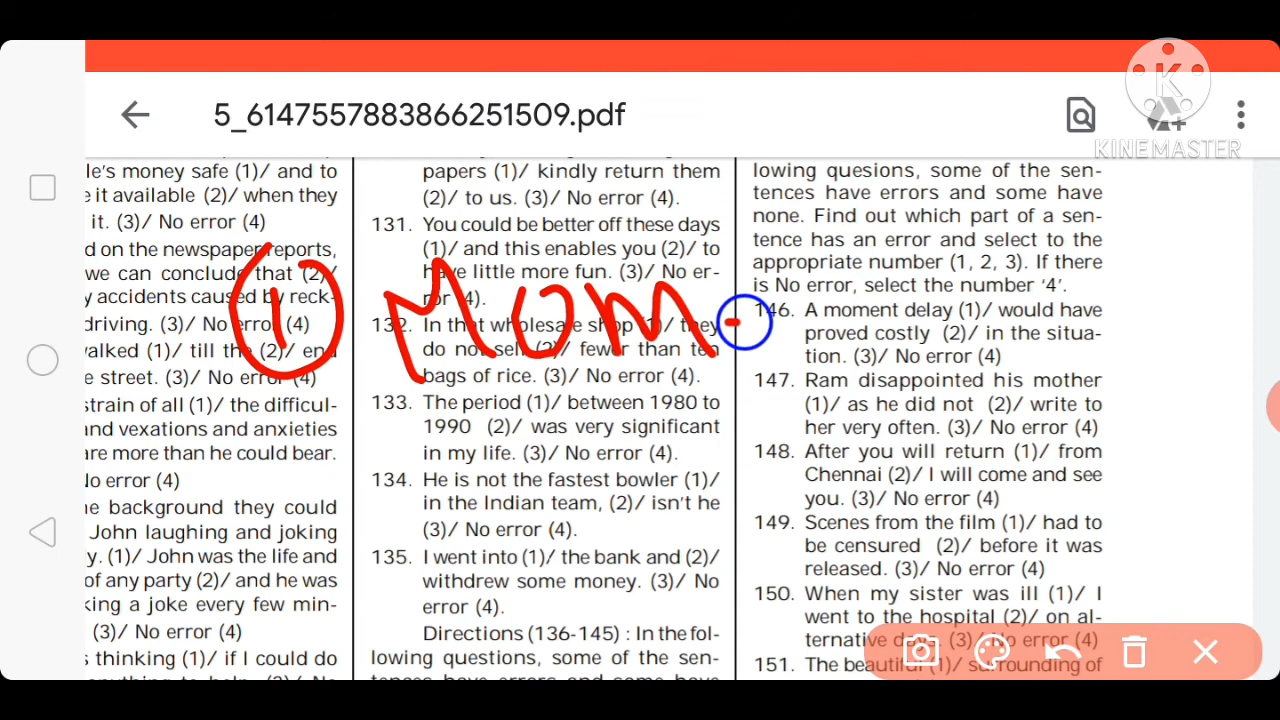 5_6147557883866251509.pdf
KINEMASTER
le's money safe (1)/ and to
e it available (2)/ when they
it. (3)/ No error (4)
d on the newspaper reports,
we can conclude that (2)/
y accidents caused by reck-
driving. (3)/ No error (4)
valked (1)/ till the (2)/ end
e street. (3)/ No error (4)
strain of all (1)/ the difficul-
and vexations and anxieties
are more than he could bear.
No error (4)
ne background they could
John laughing and joking
y. (1)/ John was the life and
of any party (2)/ and he was
king a joke every few min-
(3)/ No error (4)
s thinking (1)/ if I could do
1
papers (1)/ kindly return them
(2)/ to us. (3)/ No error (4).
131. You could be better off these days
(1)/ and this enables you (2)/ to
have little more fun. (3)/ No er-
ror (4).
132. In that wholesale shop (1)/ they
do not sell (2)/ fewer than ten
bags of rice. (3)/ No error (4).
MOM
133. The period (1)/ between 1980 to
1990 (2)/ was very significant
in my life. (3)/ No error (4).
134. He is not the fastest bowler (1)/
in the Indian team, (2)/ isn't he
(3)/ No error (4).
135. I went into (1)/ the bank and (2)/
withdrew some money. (3)/ No
error (4).
Directions (136-145) : In the fol-
lowing questions, some of the sen-
lowing quesions, some of the sen-
tences have errors and some have
none. Find out which part of a sen-
tence has an error and select to the
appropriate number (1, 2, 3). If there
is No error, select the number ‘4’.
146. A moment delay (1)/ would have
proved costly (2)/ in the situa-
tion. (3)/ No error (4)
147. Ram disappointed his mother
(1)/ as he did not (2)/ write to
her very often. (3)/ No error (4)
148. After you will return (1)/ from
Chennai (2)/ I will come and see
you. (3)/ No error (4)
149. Scenes from the film (1)/ had to
be censured (2)/ before it was
released. (3)/ No error (4)
150. When my sister was ill (1)/ I
went to the hospital (2)/ on al-
ternative days. (3)/ No error (4)
151. The beautiful (1)/ surrounding of